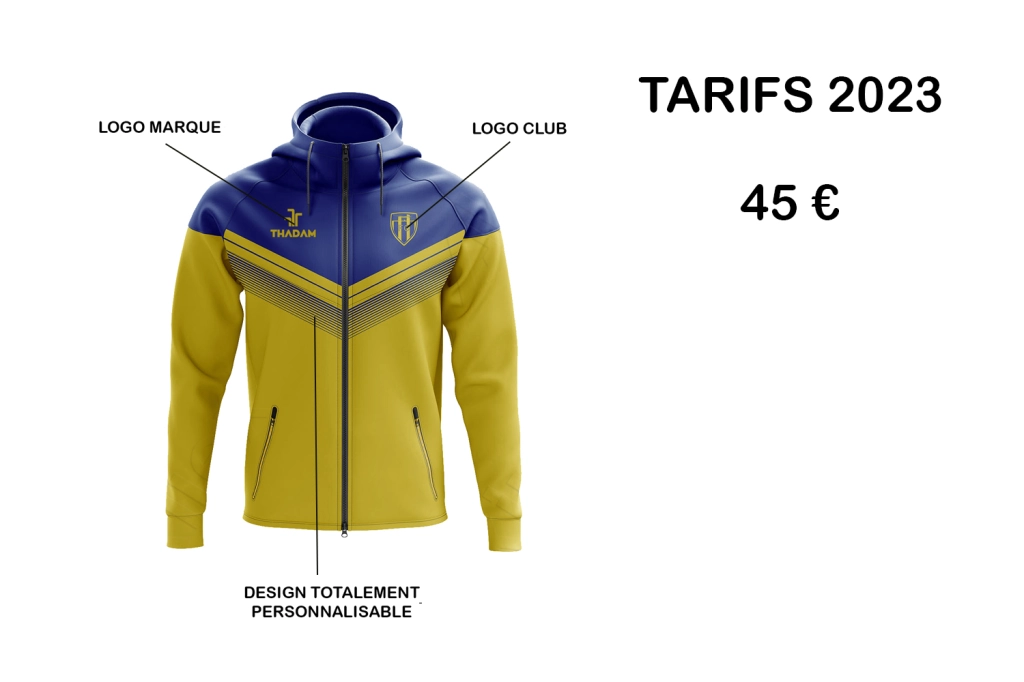 TARIFS 2023
LOGO MARQUE
LOGO CLUB
45 €
THADAM
DESIGN TOTALEMENT
PERSONNALISABLE